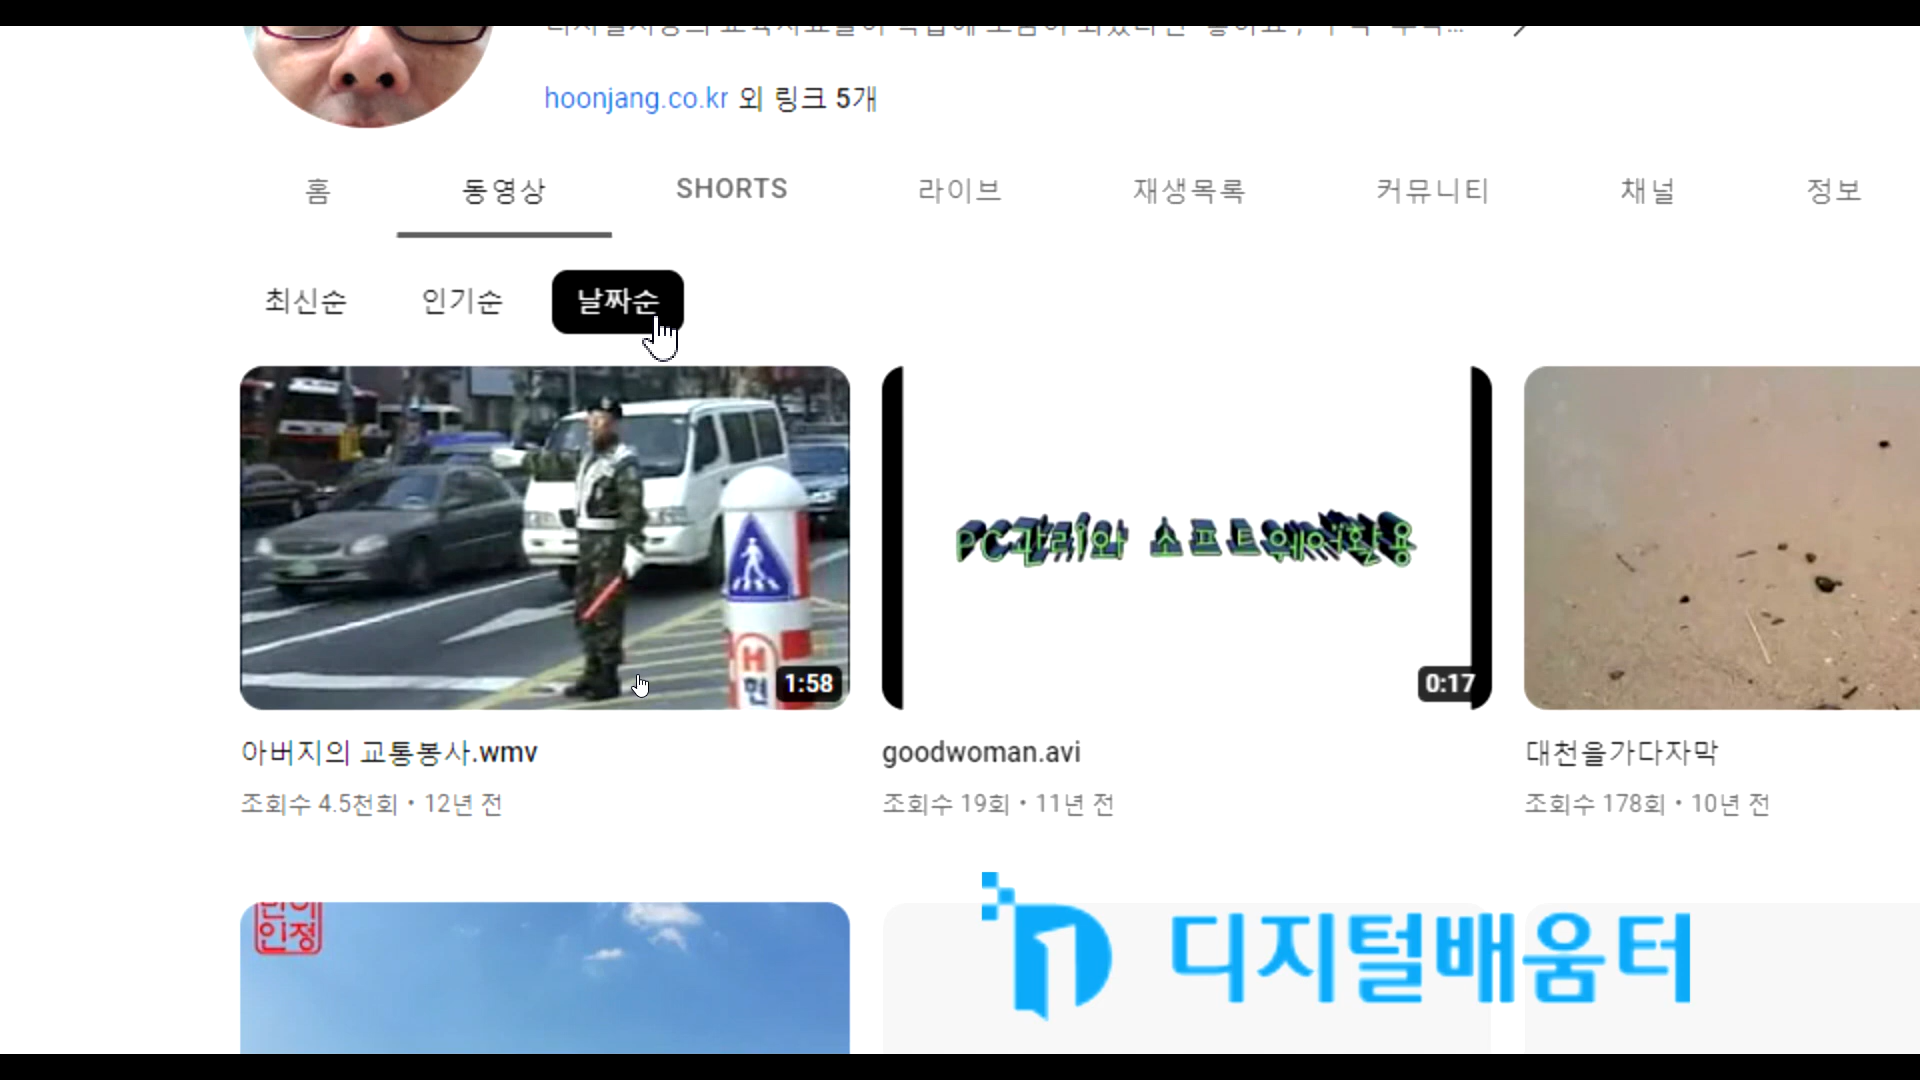 hoonjang.co.kr 외 링크 5개
홈 동영상 SHORTS 라이브 재생목록 커뮤니티 채널 정보
최신순 인기순 날짜순
1:58
PC관리와 소프트웨어활용
0:17
아버지의 교통봉사.wmv
조회수 4.5천회 • 12년 전
goodwoman.avi
조회수 19회 • 11년 전
대천을가다자막
조회수 178회 • 10년 전
인정
디지털배움터